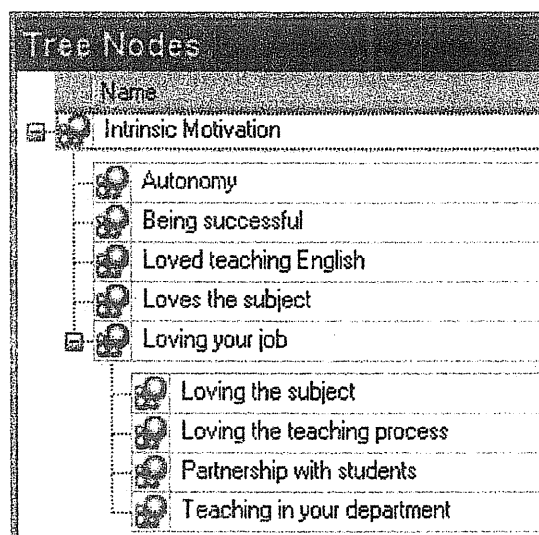 Tree Nodes
Name
Intrinsic Motivation
Autonomy
Being successful
Loved teaching English
Loves the subject
Loving your job
Loving the subject
Loving the teaching process
Partnership with students
Teaching in your department